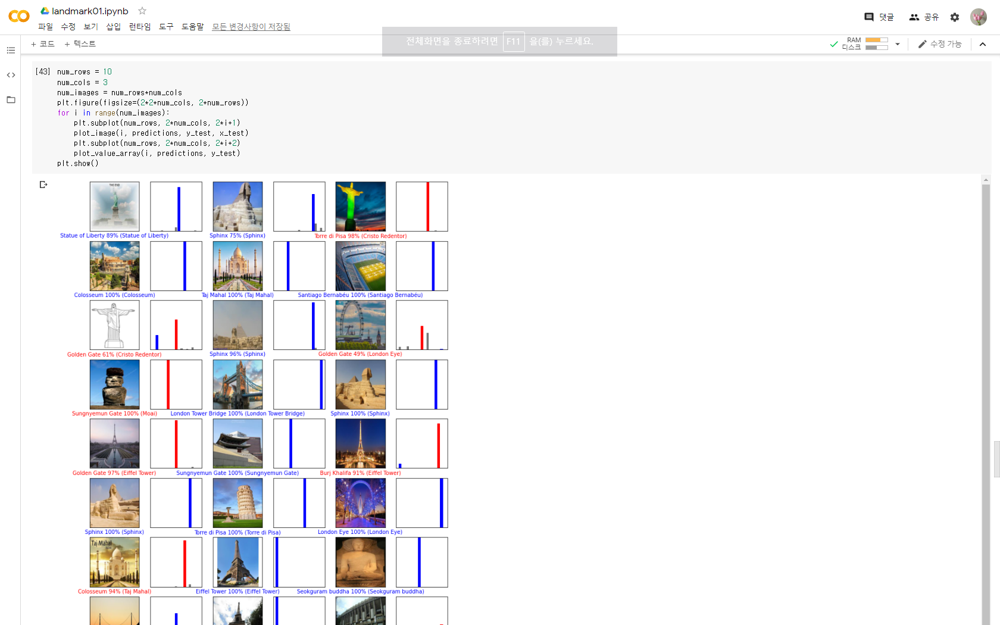 CO landmark01.ipynb
파일 수정 보기 삽입 런타임 도구 도움말 모든 변경사항이 저장됨
댓글 공유
전체화면을 종료하려면 F11 을(를) 누르세요.
+ 코드 + 텍스트
RAM
디스크
수정 가능
[43] num_rows = 10
num_cols = 3
num_images = num_rows*num_cols
plt.figure(figsize=(2*2*num_cols, 2*num_rows))
for i in range(num_images):
plt.subplot(num_rows, 2*num_cols, 2*i+1)
plot_image(i, predictions, y_test, x_test)
plt.subplot(num_rows, 2*num_cols, 2*i+2)
plot_value_array(i, predictions, y_test)
plt.show()
THE END
Statue of Liberty 89% (Statue of Liberty) Sphinx 75% (Sphinx) Torre di Pisa 98% (Cristo Redentor)
Colosseum 100% (Colosseum) Taj Mahal 100% (Taj Mahal) Santiago Bernabéu 100% (Santiago Bernabéu)
Golden Gate 61% (Cristo Redentor) Sphinx 96% (Sphinx) Golden Gate 49% (London Eye)
Sungnyemun Gate 100% (Moai) London Tower Bridge 100% (London Tower Bridge) Sphinx 100% (Sphinx)
Golden Gate 97% (Eiffel Tower) Sungnyemun Gate 100% (Sungnyemun Gate) Burj Khalifa 91% (Eiffel Tower)
Sphinx 100% (Sphinx) Torre di Pisa 100% (Torre di Pisa) London Eye 100% (London Eye)
Taj Mahal
Colosseum 94% (Taj Mahal) Eiffel Tower 100% (Eiffel Tower) Seokguram buddha 100% (Seokguram buddha)